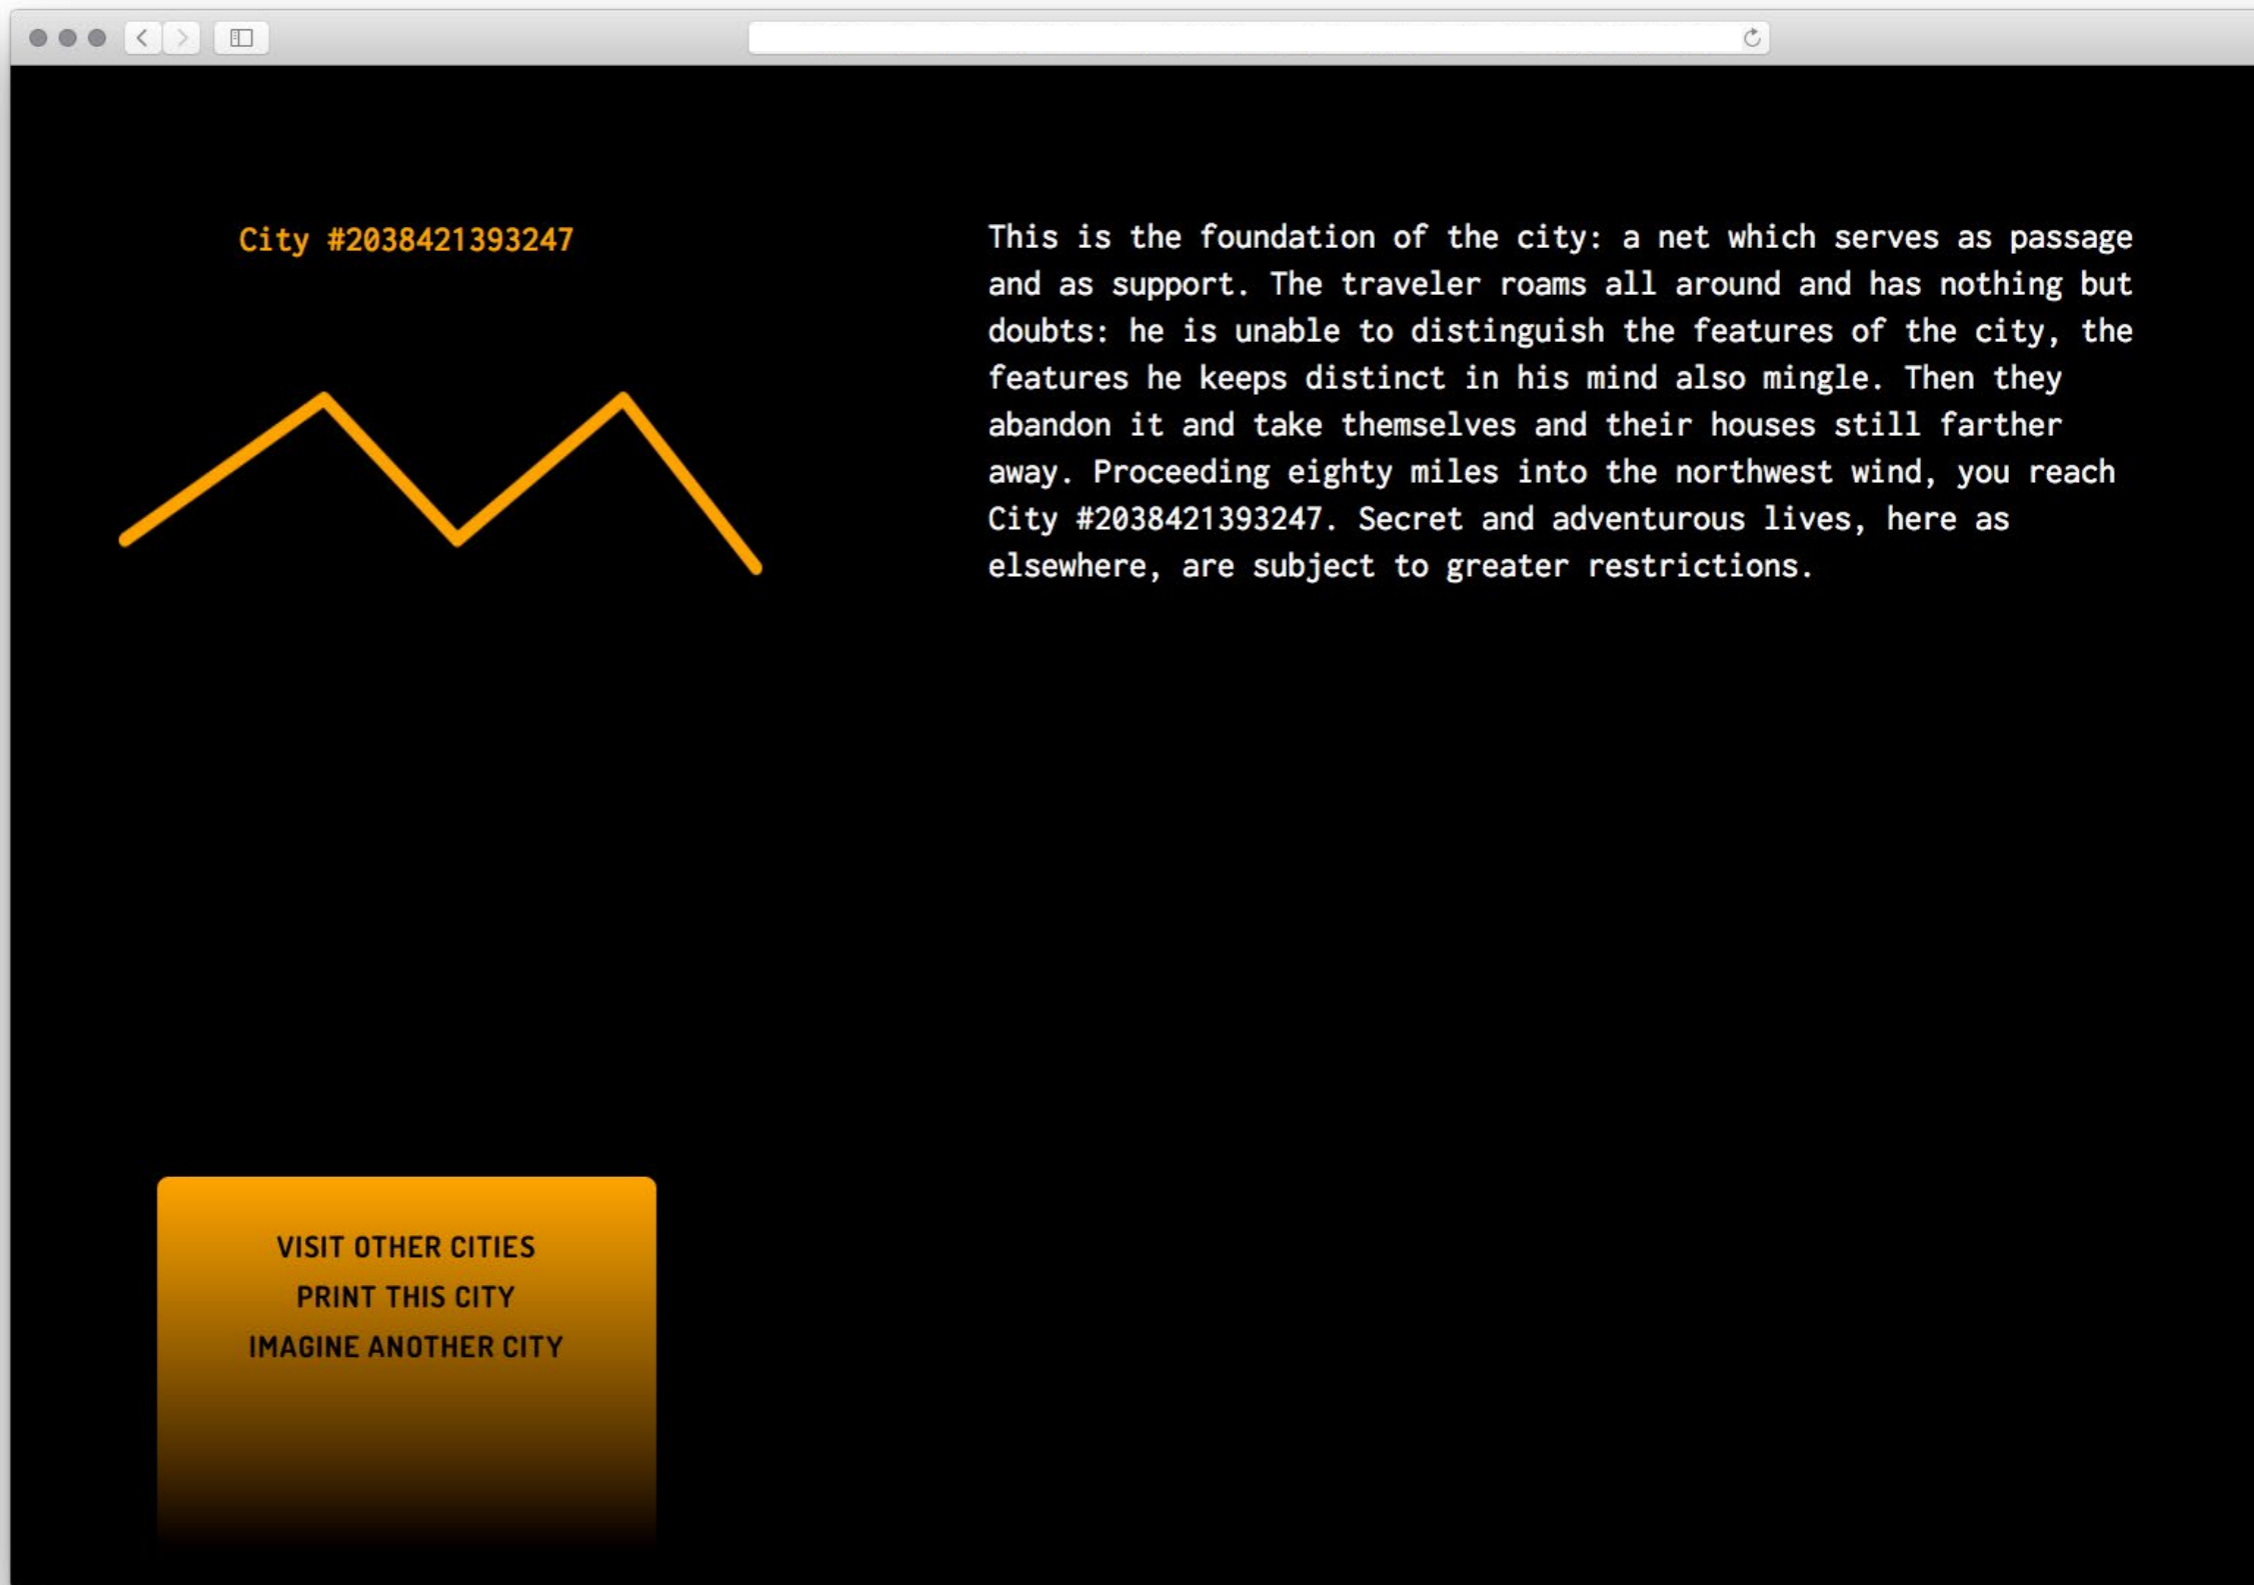 City #2038421393247
This is the foundation of the city: a net which serves as passage
and as support. The traveler roams all around and has nothing but
doubts: he is unable to distinguish the features of the city, the
features he keeps distinct in his mind also mingle. Then they
abandon it and take themselves and their houses still farther
away. Proceeding eighty miles into the northwest wind, you reach
City #2038421393247. Secret and adventurous lives, here as
elsewhere, are subject to greater restrictions.
VISIT OTHER CITIES
PRINT THIS CITY
IMAGINE ANOTHER CITY